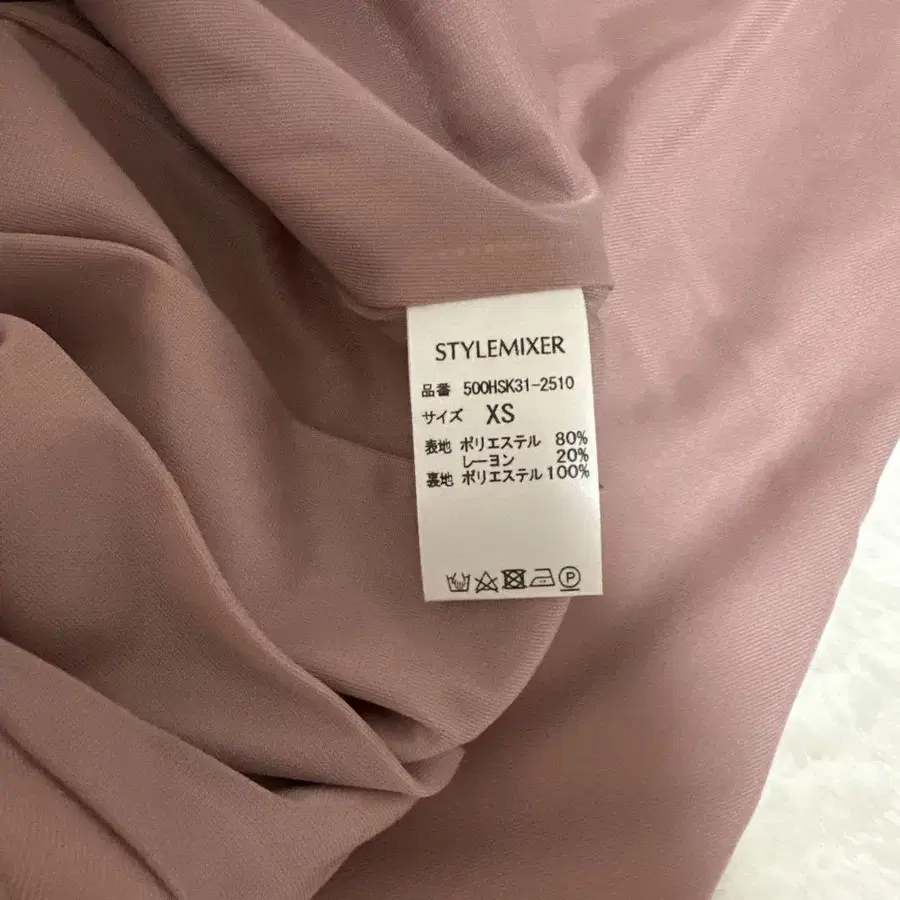 STYLEMIXER
品番 500HSK31-2510
サイズ XS
表地 ポリエステル 80%
レーヨン 20%
裏地 ポリエステル 100%
P